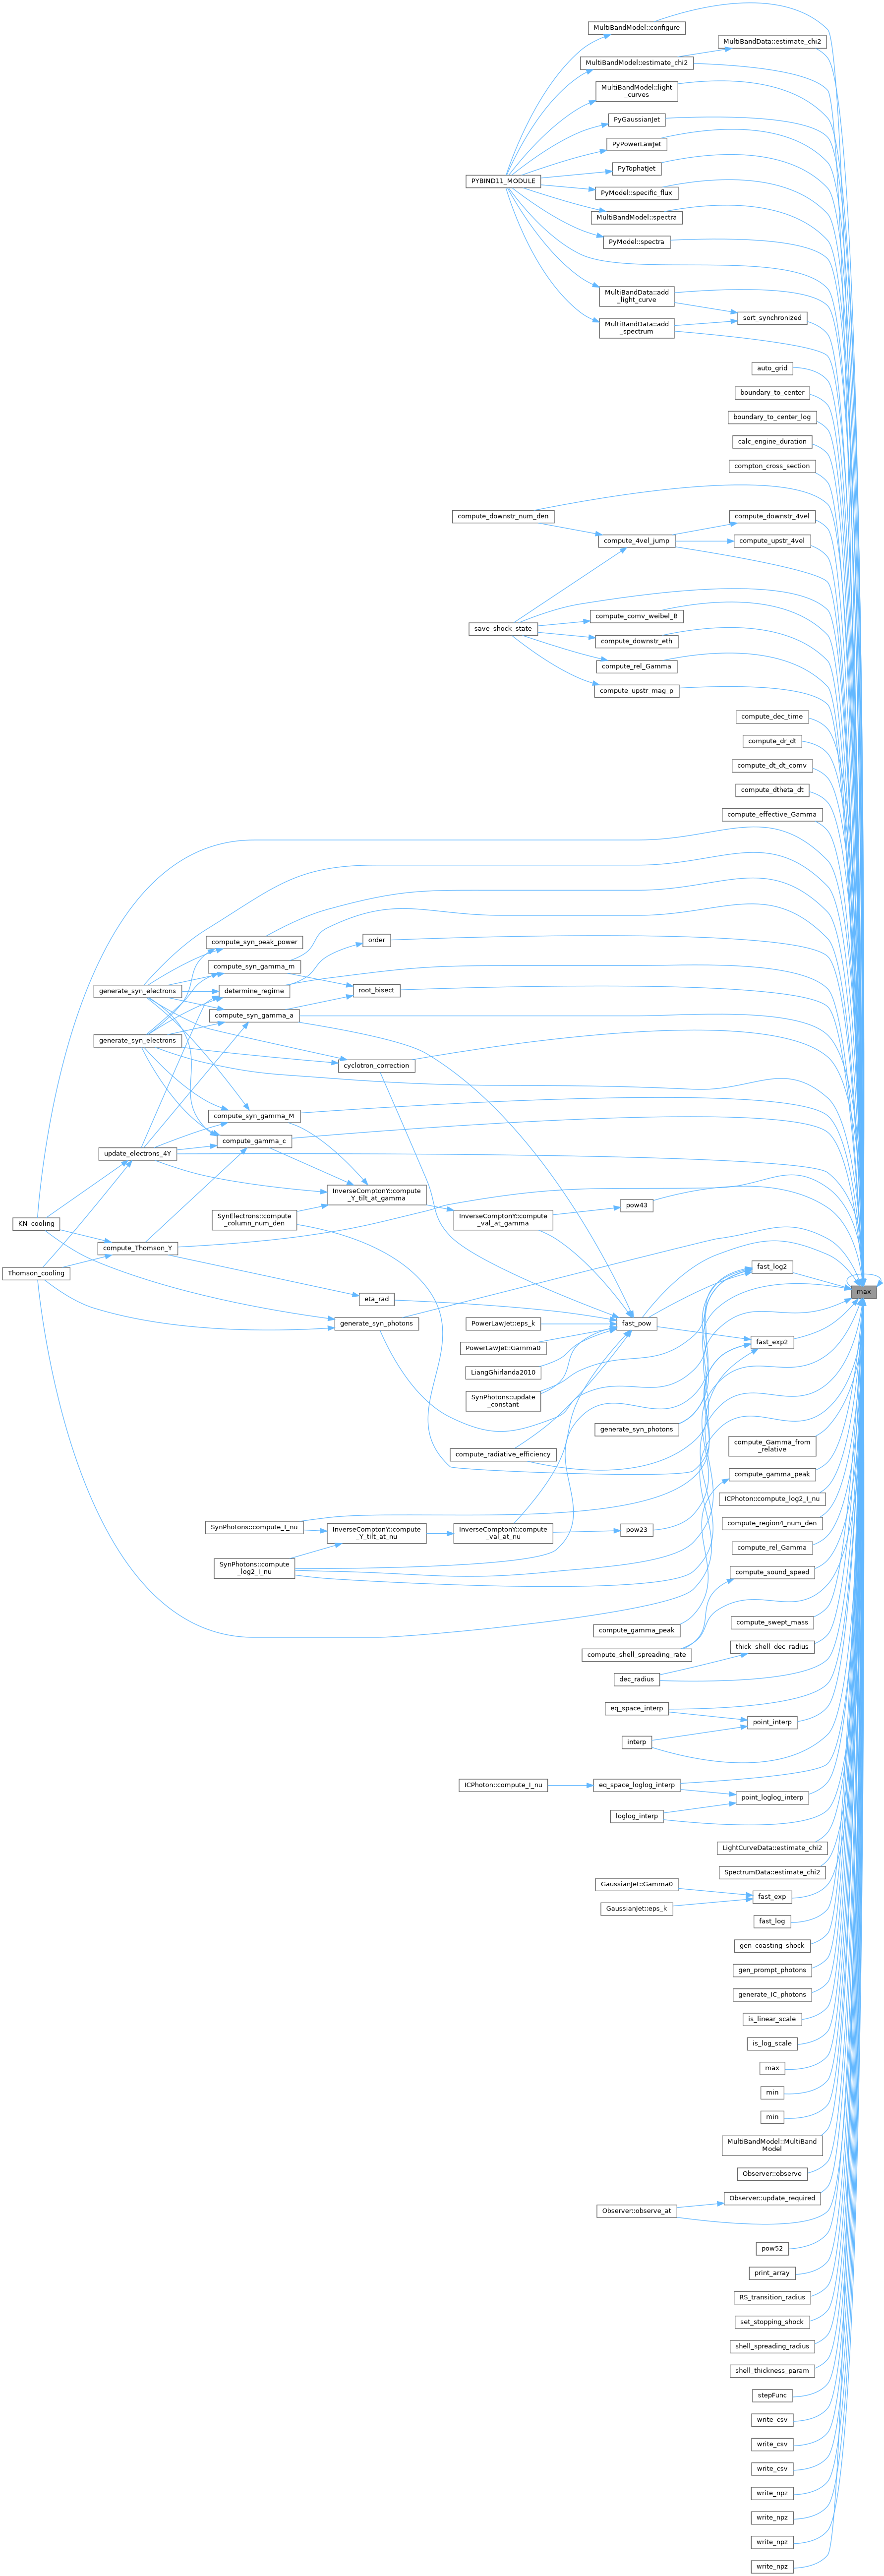 MultiBandModel::configure
MultiBandData::estimate_chi2
MultiBandModel::estimate_chi2
MultiBandModel::light
_curves
PyGaussianJet
PyPowerLawJet
PyTophatJet
PYBIND11_MODULE
PyModel::specific_flux
MultiBandModel::spectra
PyModel::spectra
MultiBandData::add
_light_curve
sort_synchronized
MultiBandData::add
_spectrum
auto_grid
boundary_to_center
boundary_to_center_log
calc_engine_duration
compton_cross_section
compute_downstr_num_den
compute_downstr_4vel
compute_4vel_jump
compute_upstr_4vel
compute_comv_weibel_B
save_shock_state
compute_downstr_eth
compute_rel_Gamma
compute_upstr_mag_p
compute_dec_time
compute_dr_dt
compute_dt_dt_comv
compute_dtheta_dt
compute_effective_Gamma
compute_syn_peak_power
order
compute_syn_gamma_m
generate_syn_electrons
determine_regime
root_bisect
compute_syn_gamma_a
generate_syn_electrons
cyclotron_correction
compute_syn_gamma_M
compute_gamma_c
update_electrons_4Y
InverseComptonY::compute
_Y_tilt_at_gamma
pow43
SynElectrons::compute
_column_num_den
InverseComptonY::compute
_val_at_gamma
KN_cooling
compute_Thomson_Y
Thomson_cooling
fast_log2
max
eta_rad
generate_syn_photons
PowerLawJet::eps_k
fast_pow
fast_exp2
PowerLawJet::Gamma0
LiangGhirlanda2010
SynPhotons::update
_constant
generate_syn_photons
compute_Gamma_from
_relative
compute_radiative_efficiency
compute_gamma_peak
ICPhoton::compute_log2_I_nu
compute_region4_num_den
SynPhotons::compute_I_nu
InverseComptonY::compute
_Y_tilt_at_nu
InverseComptonY::compute
_val_at_nu
pow23
compute_rel_Gamma
SynPhotons::compute
_log2_I_nu
compute_sound_speed
compute_swept_mass
compute_gamma_peak
thick_shell_dec_radius
compute_shell_spreading_rate
dec_radius
eq_space_interp
point_interp
interp
ICPhoton::compute_I_nu
eq_space_loglog_interp
point_loglog_interp
loglog_interp
LightCurveData::estimate_chi2
SpectrumData::estimate_chi2
GaussianJet::Gamma0
fast_exp
GaussianJet::eps_k
fast_log
gen_coasting_shock
gen_prompt_photons
generate_IC_photons
is_linear_scale
is_log_scale
max
min
min
MultiBandModel::MultiBand
Model
Observer::observe
Observer::update_required
Observer::observe_at
pow52
print_array
RS_transition_radius
set_stopping_shock
shell_spreading_radius
shell_thickness_param
stepFunc
write_csv
write_csv
write_csv
write_npz
write_npz
write_npz
write_npz